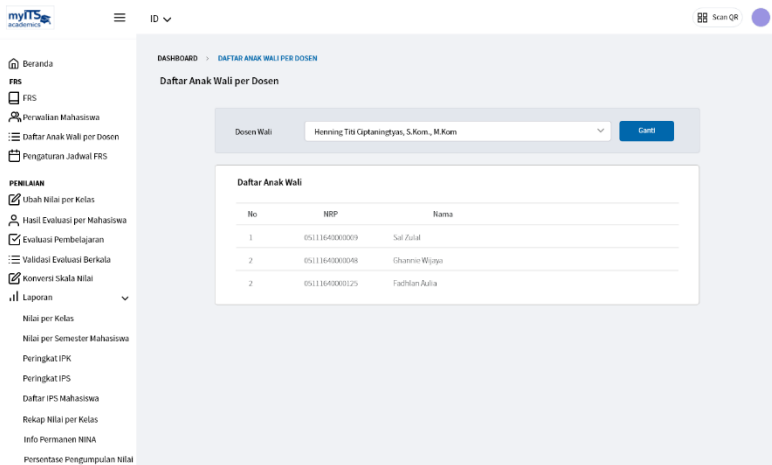 myITS
academics
ID
Scan QR
Beranda
FRS
FRS
Perwalian Mahasiswa
Daftar Anak Wali per Dosen
Pengaturan Jadwal FRS
PENILAIAN
Ubah Nilai per Kelas
Hasil Evaluasi per Mahasiswa
Evaluasi Pembelajaran
Validasi Evaluasi Berkala
Konversi Skala Nilai
Laporan
Nilai per Kelas
Nilai per Semester Mahasiswa
Peringkat IPK
Peringkat IPS
Daftar IPS Mahasiswa
Rekap Nilai per Kelas
Info Permanen NINA
Persentase Pengumpulan Nilai
DASHBOARD > DAFTAR ANAK WALI PER DOSEN
Daftar Anak Wali per Dosen
Dosen Wali Henning Titi Ciptaningtyas, S.Kom., M.Kom Ganti
Daftar Anak Wali
No NRP Nama
1 05111640000009 Sat Zulal
2 05111640000048 Ghannie Wijaya
2 05111640000125 Fadhlan Aulia